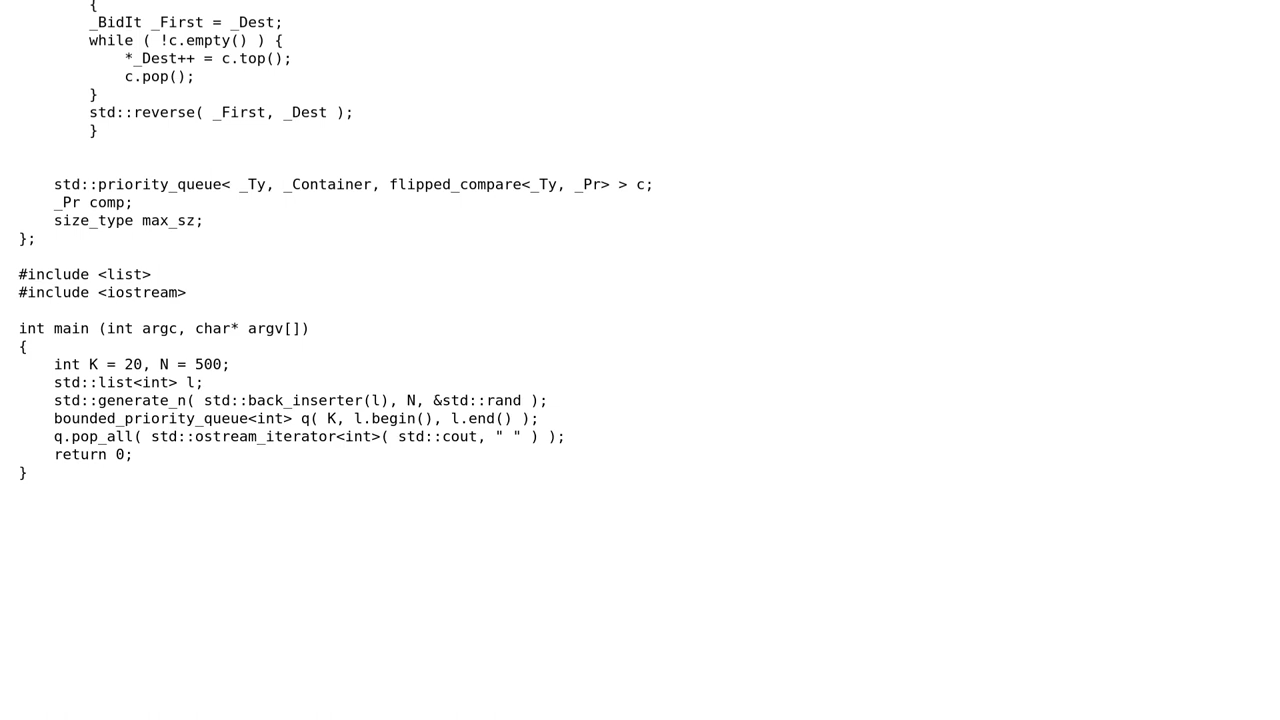 {
        _BidIt _First = _Dest;
        while ( !c.empty() ) {
            *_Dest++ = c.top();
            c.pop();
        }
        std::reverse( _First, _Dest );
        }

    std::priority_queue< _Ty, _Container, flipped_compare<_Ty, _Pr> > c;
    _Pr comp;
    size_type max_sz;
};

#include <list>
#include <iostream>

int main (int argc, char* argv[])
{
    int K = 20, N = 500;
    std::list<int> l;
    std::generate_n( std::back_inserter(l), N, &std::rand );
    bounded_priority_queue<int> q( K, l.begin(), l.end() );
    q.pop_all( std::ostream_iterator<int>( std::cout, " " ) );
    return 0;
}